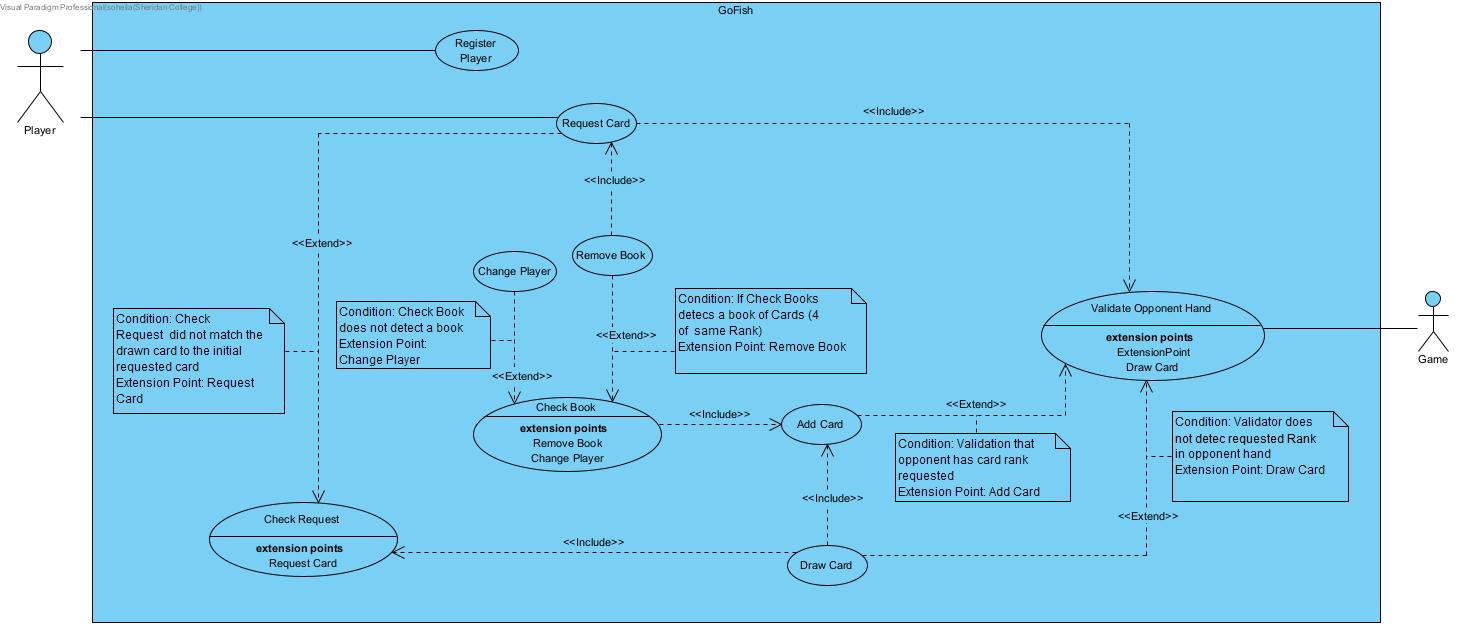 Visual Paradigm Professional(soheila(Sheridan College))
GoFish
Register
Player
Player
Request Card
<<Include>>
<<Include>>
<<Extend>>
Remove Book
Change Player
Condition: Check
Request did not match the
drawn card to the initial
requested card
Extension Point: Request
Card
Condition: Check Book
does not detect a book
Extension Point:
Change Player
Condition: If Check Books
detecs a book of Cards (4
of same Rank)
Extension Point: Remove Book
<<Extend>>
<<Extend>>
Validate Opponent Hand
extension points
ExtensionPoint
Draw Card
Game
Check Book
extension points
Remove Book
Change Player
<<Include>>
Add Card
<<Extend>>
Condition: Validation that
opponent has card rank
requested
Extension Point: Add Card
Condition: Validator does
not detec requested Rank
in opponent hand
Extension Point: Draw Card
<<Include>>
<<Extend>>
Check Request
extension points
Request Card
<<Include>>
Draw Card